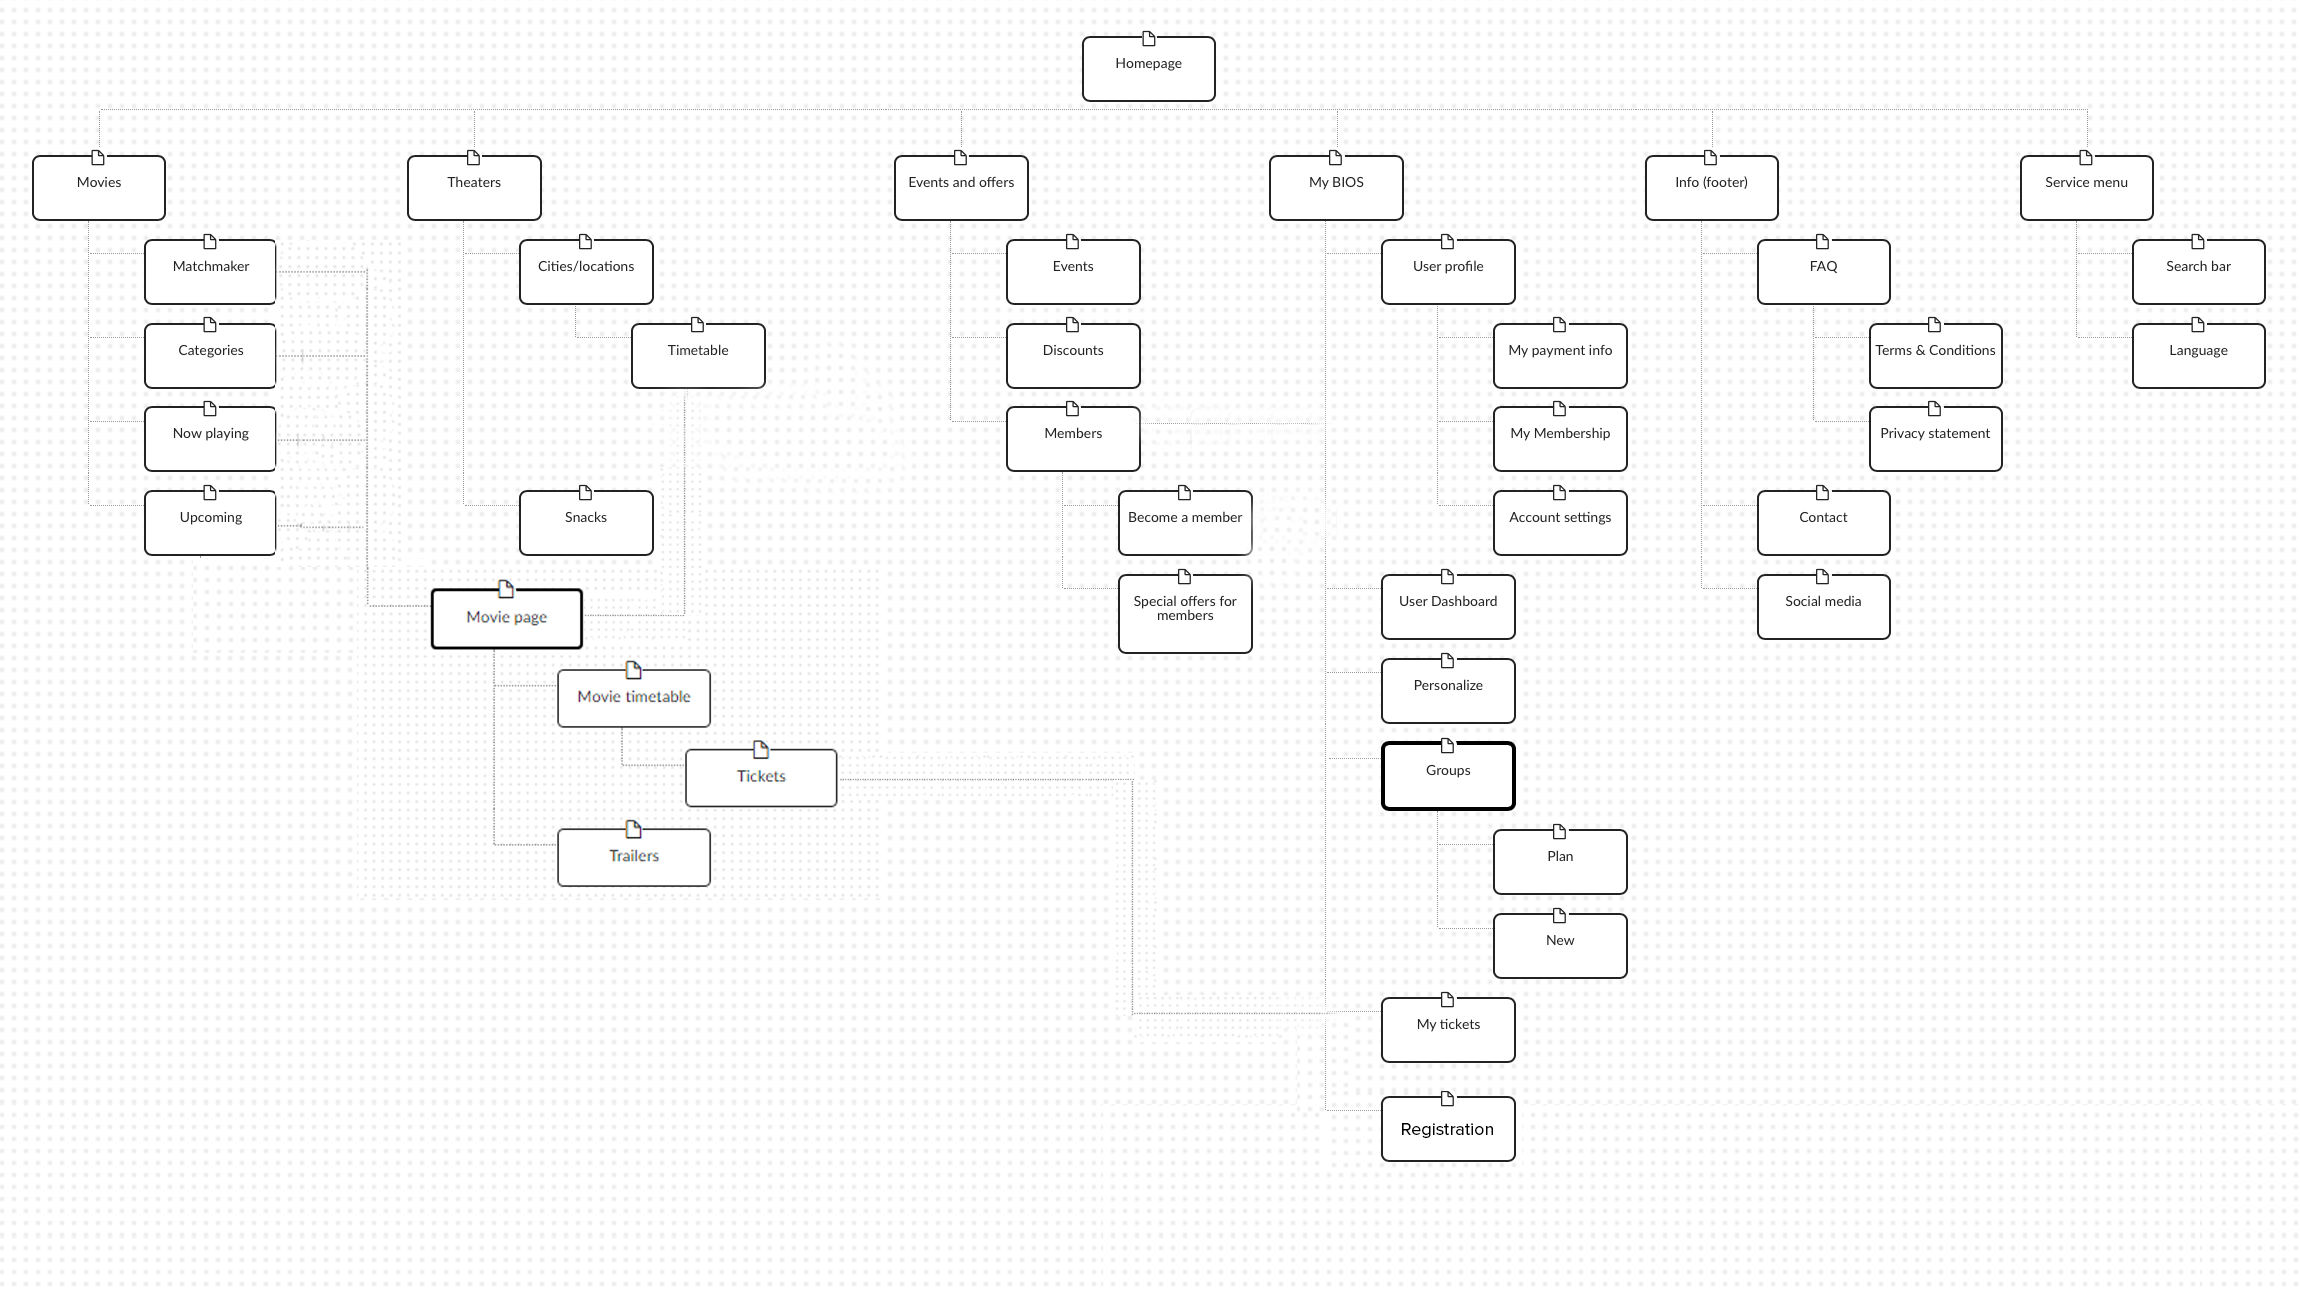 Homepage
Movies
Theaters
Events and offers
My BIOS
Info (footer)
Service menu
Matchmaker
Categories
Now playing
Upcoming
Cities/locations
Timetable
Snacks
Movie page
Movie timetable
Tickets
Trailers
Events
Discounts
Members
Become a member
Special offers for
members
User profile
My payment info
My Membership
Account settings
User Dashboard
Personalize
Groups
Plan
New
My tickets
Registration
FAQ
Terms & Conditions
Privacy statement
Contact
Social media
Search bar
Language